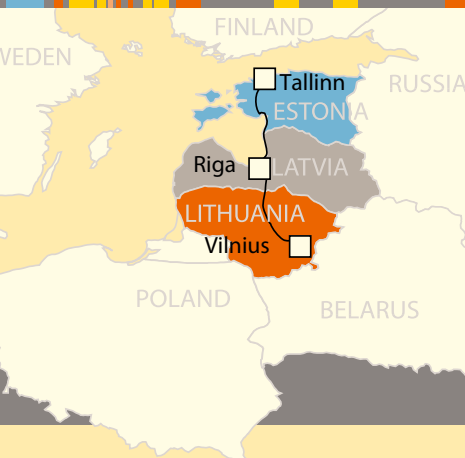 FINLAND
WEDEN
RUSSIA
Tallinn
ESTONIA
Riga
LATVIA
LITHUANIA
Vilnius
POLAND
BELARUS